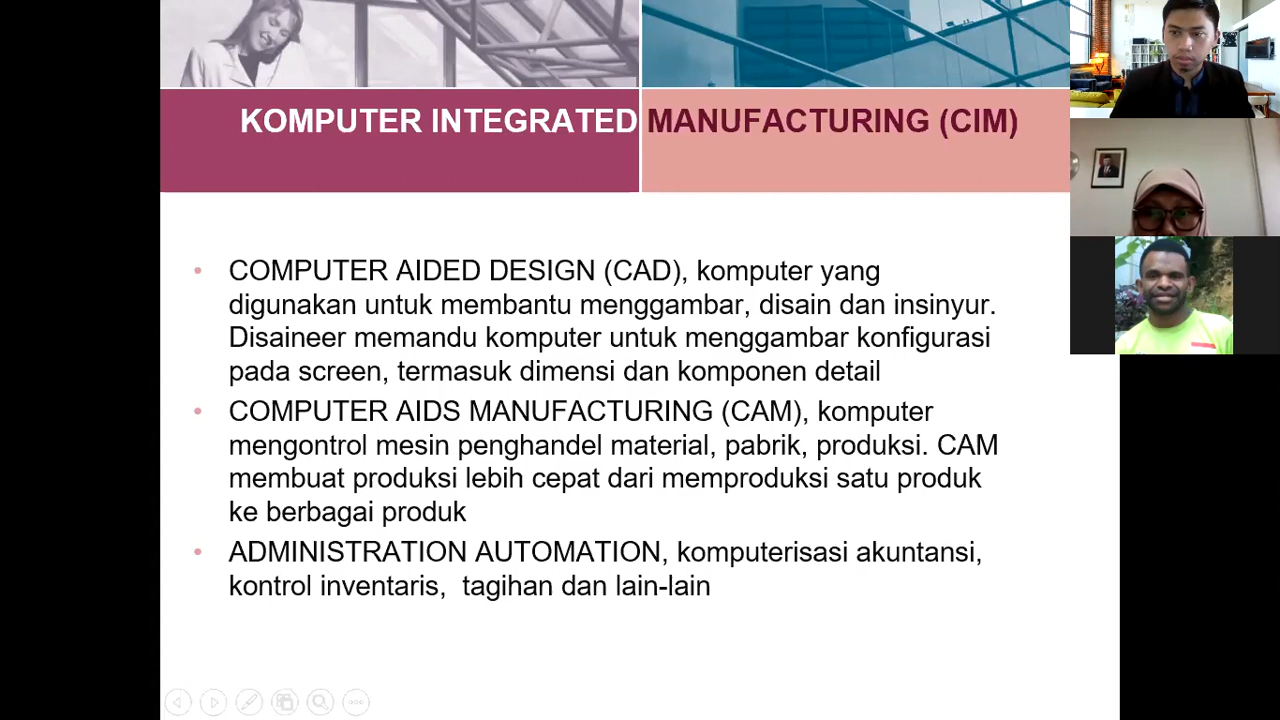 KOMPUTER INTEGRATED MANUFACTURING (CIM)
• COMPUTER AIDED DESIGN (CAD), komputer yang
digunakan untuk membantu menggambar, disain dan insinyur.
Disaineer memandu komputer untuk menggambar konfigurasi
pada screen, termasuk dimensi dan komponen detail
• COMPUTER AIDS MANUFACTURING (CAM), komputer
mengontrol mesin penghandel material, pabrik, produksi. CAM
membuat produksi lebih cepat dari memproduksi satu produk
ke berbagai produk
• ADMINISTRATION AUTOMATION, komputerisasi akuntansi,
kontrol inventaris,  tagihan dan lain-lain